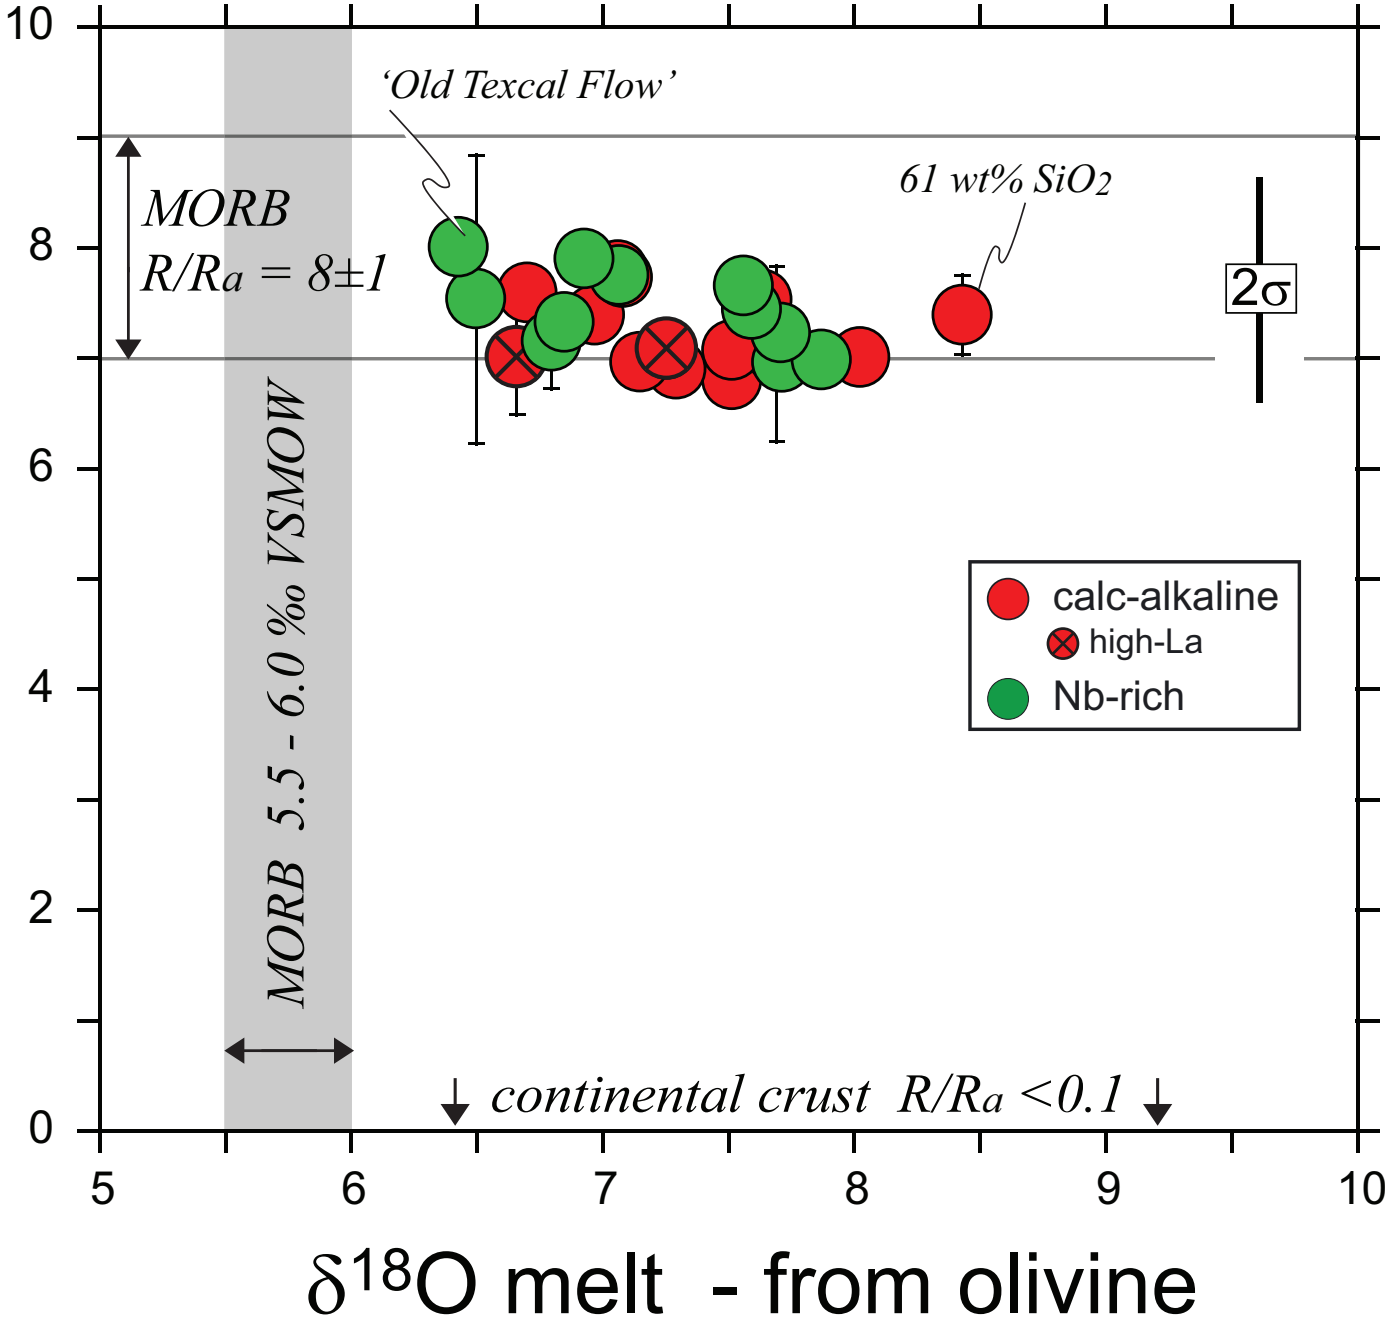 10
8
6
4
2
0
'Old Texcal Flow'
61 wt% SiO2
MORB
R/Ra = 8±1
2σ
MORB 5.5 - 6.0 ‰ VSMOW
calc-alkaline
high-La
Nb-rich
continental crust R/Ra <0.1
5 6 7 8 9 10
δ18O melt - from olivine